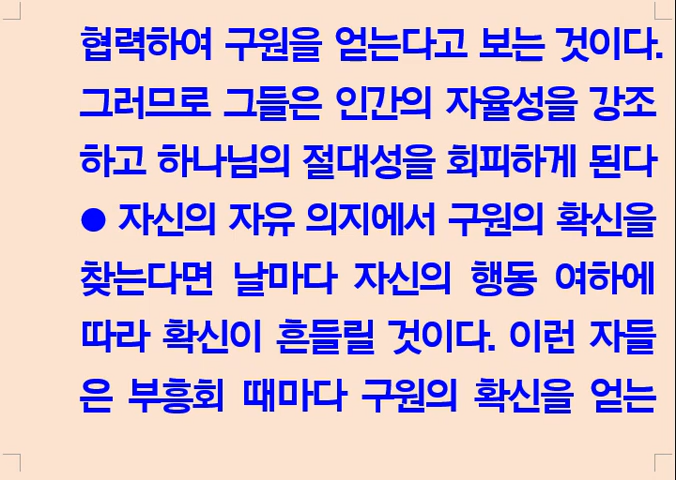 협력하여 구원을 얻는다고 보는 것이다.
그러므로 그들은 인간의 자율성을 강조
하고 하나님의 절대성을 회피하게 된다
● 자신의 자유 의지에서 구원의 확신을
찾는다면 날마다 자신의 행동 여하에
따라 확신이 흔들릴 것이다. 이런 자들
은 부흥회 때마다 구원의 확신을 얻는